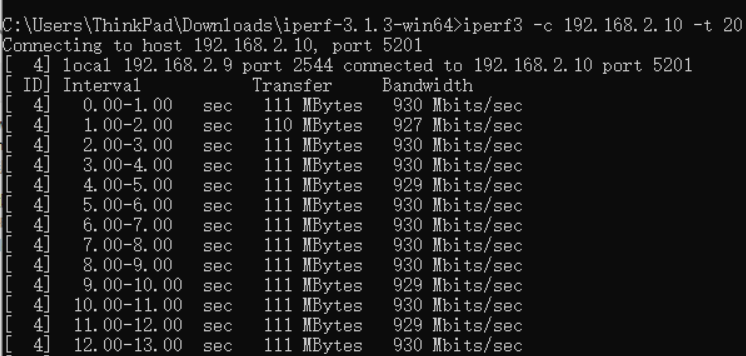 C:\Users\ThinkPad\Downloads\iperf-3.1.3-win64>iperf3 -c 192.168.2.10 -t 20
Connecting to host 192.168.2.10, port 5201
[  4] local 192.168.2.9 port 2544 connected to 192.168.2.10 port 5201
[ ID] Interval           Transfer     Bandwidth
[  4]   0.00-1.00   sec   111 MBytes   930 Mbits/sec
[  4]   1.00-2.00   sec   110 MBytes   927 Mbits/sec
[  4]   2.00-3.00   sec   111 MBytes   930 Mbits/sec
[  4]   3.00-4.00   sec   111 MBytes   930 Mbits/sec
[  4]   4.00-5.00   sec   111 MBytes   929 Mbits/sec
[  4]   5.00-6.00   sec   111 MBytes   930 Mbits/sec
[  4]   6.00-7.00   sec   111 MBytes   930 Mbits/sec
[  4]   7.00-8.00   sec   111 MBytes   930 Mbits/sec
[  4]   8.00-9.00   sec   111 MBytes   930 Mbits/sec
[  4]   9.00-10.00  sec   111 MBytes   929 Mbits/sec
[  4]  10.00-11.00  sec   111 MBytes   930 Mbits/sec
[  4]  11.00-12.00  sec   111 MBytes   929 Mbits/sec
[  4]  12.00-13.00  sec   111 MBytes   930 Mbits/sec